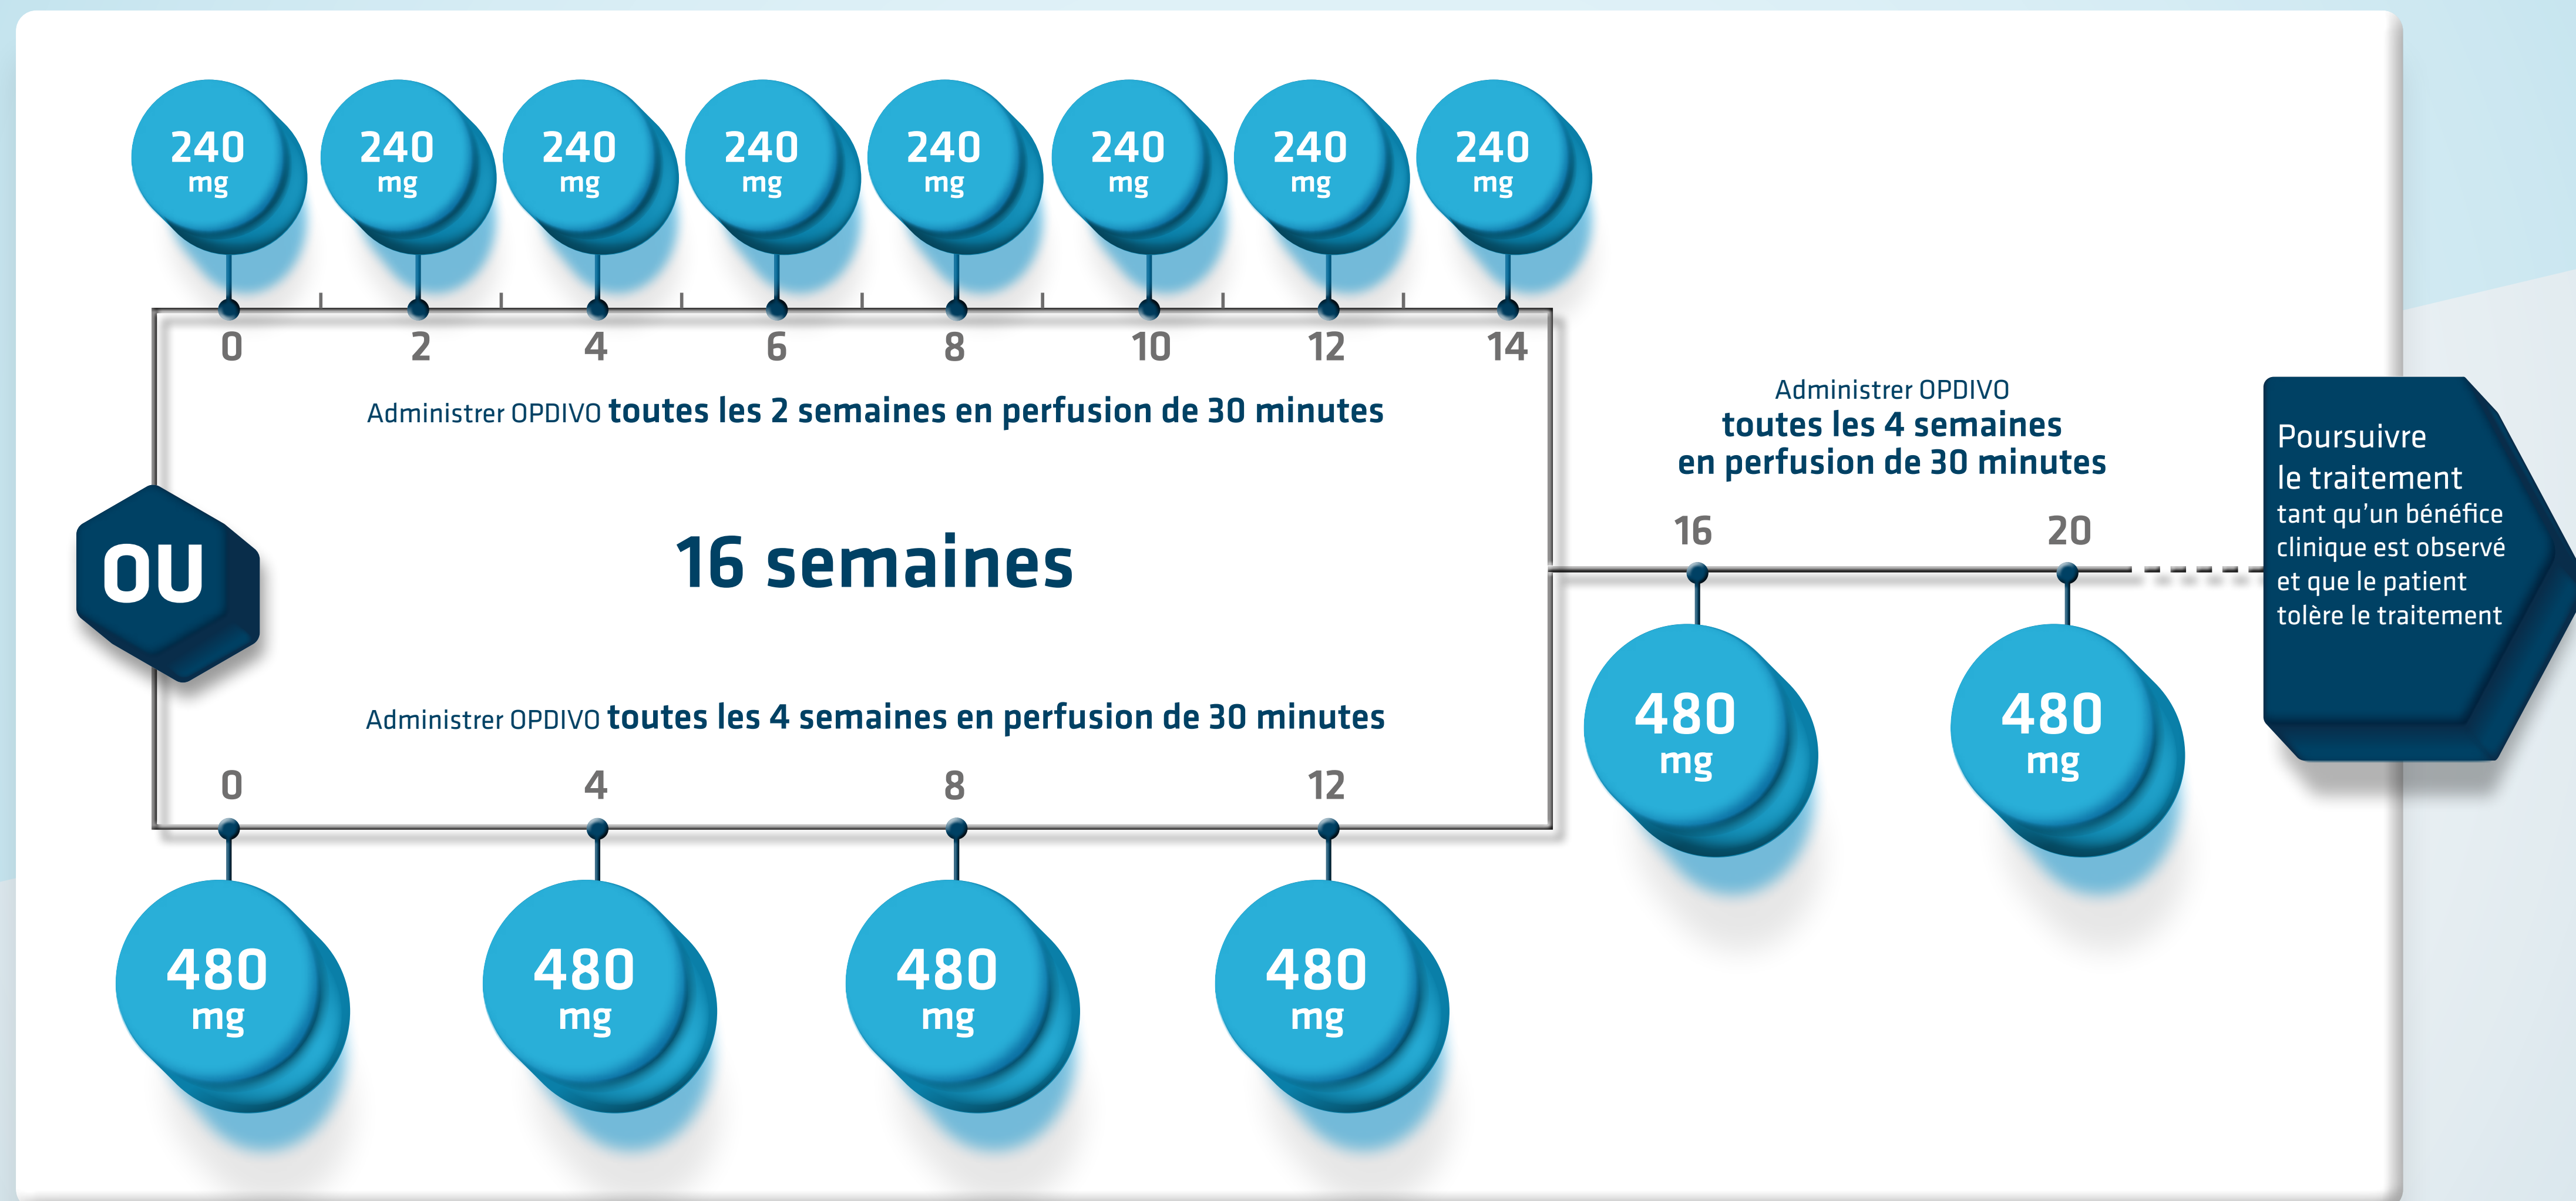 240
mg
240
mg
240
mg
240
mg
240
mg
240
mg
240
mg
240
mg
0 2 4 6 8 10 12 14
Administrer OPDIVO toutes les 2 semaines en perfusion de 30 minutes
OU
16 semaines
Administrer OPDIVO toutes les 4 semaines en perfusion de 30 minutes
0 4 8 12
480
mg
480
mg
480
mg
480
mg
Administrer OPDIVO
toutes les 4 semaines
en perfusion de 30 minutes
16 20
480
mg
480
mg
Poursuivre
le traitement
tant qu'un bénéfice
clinique est observé
et que le patient
tolère le traitement